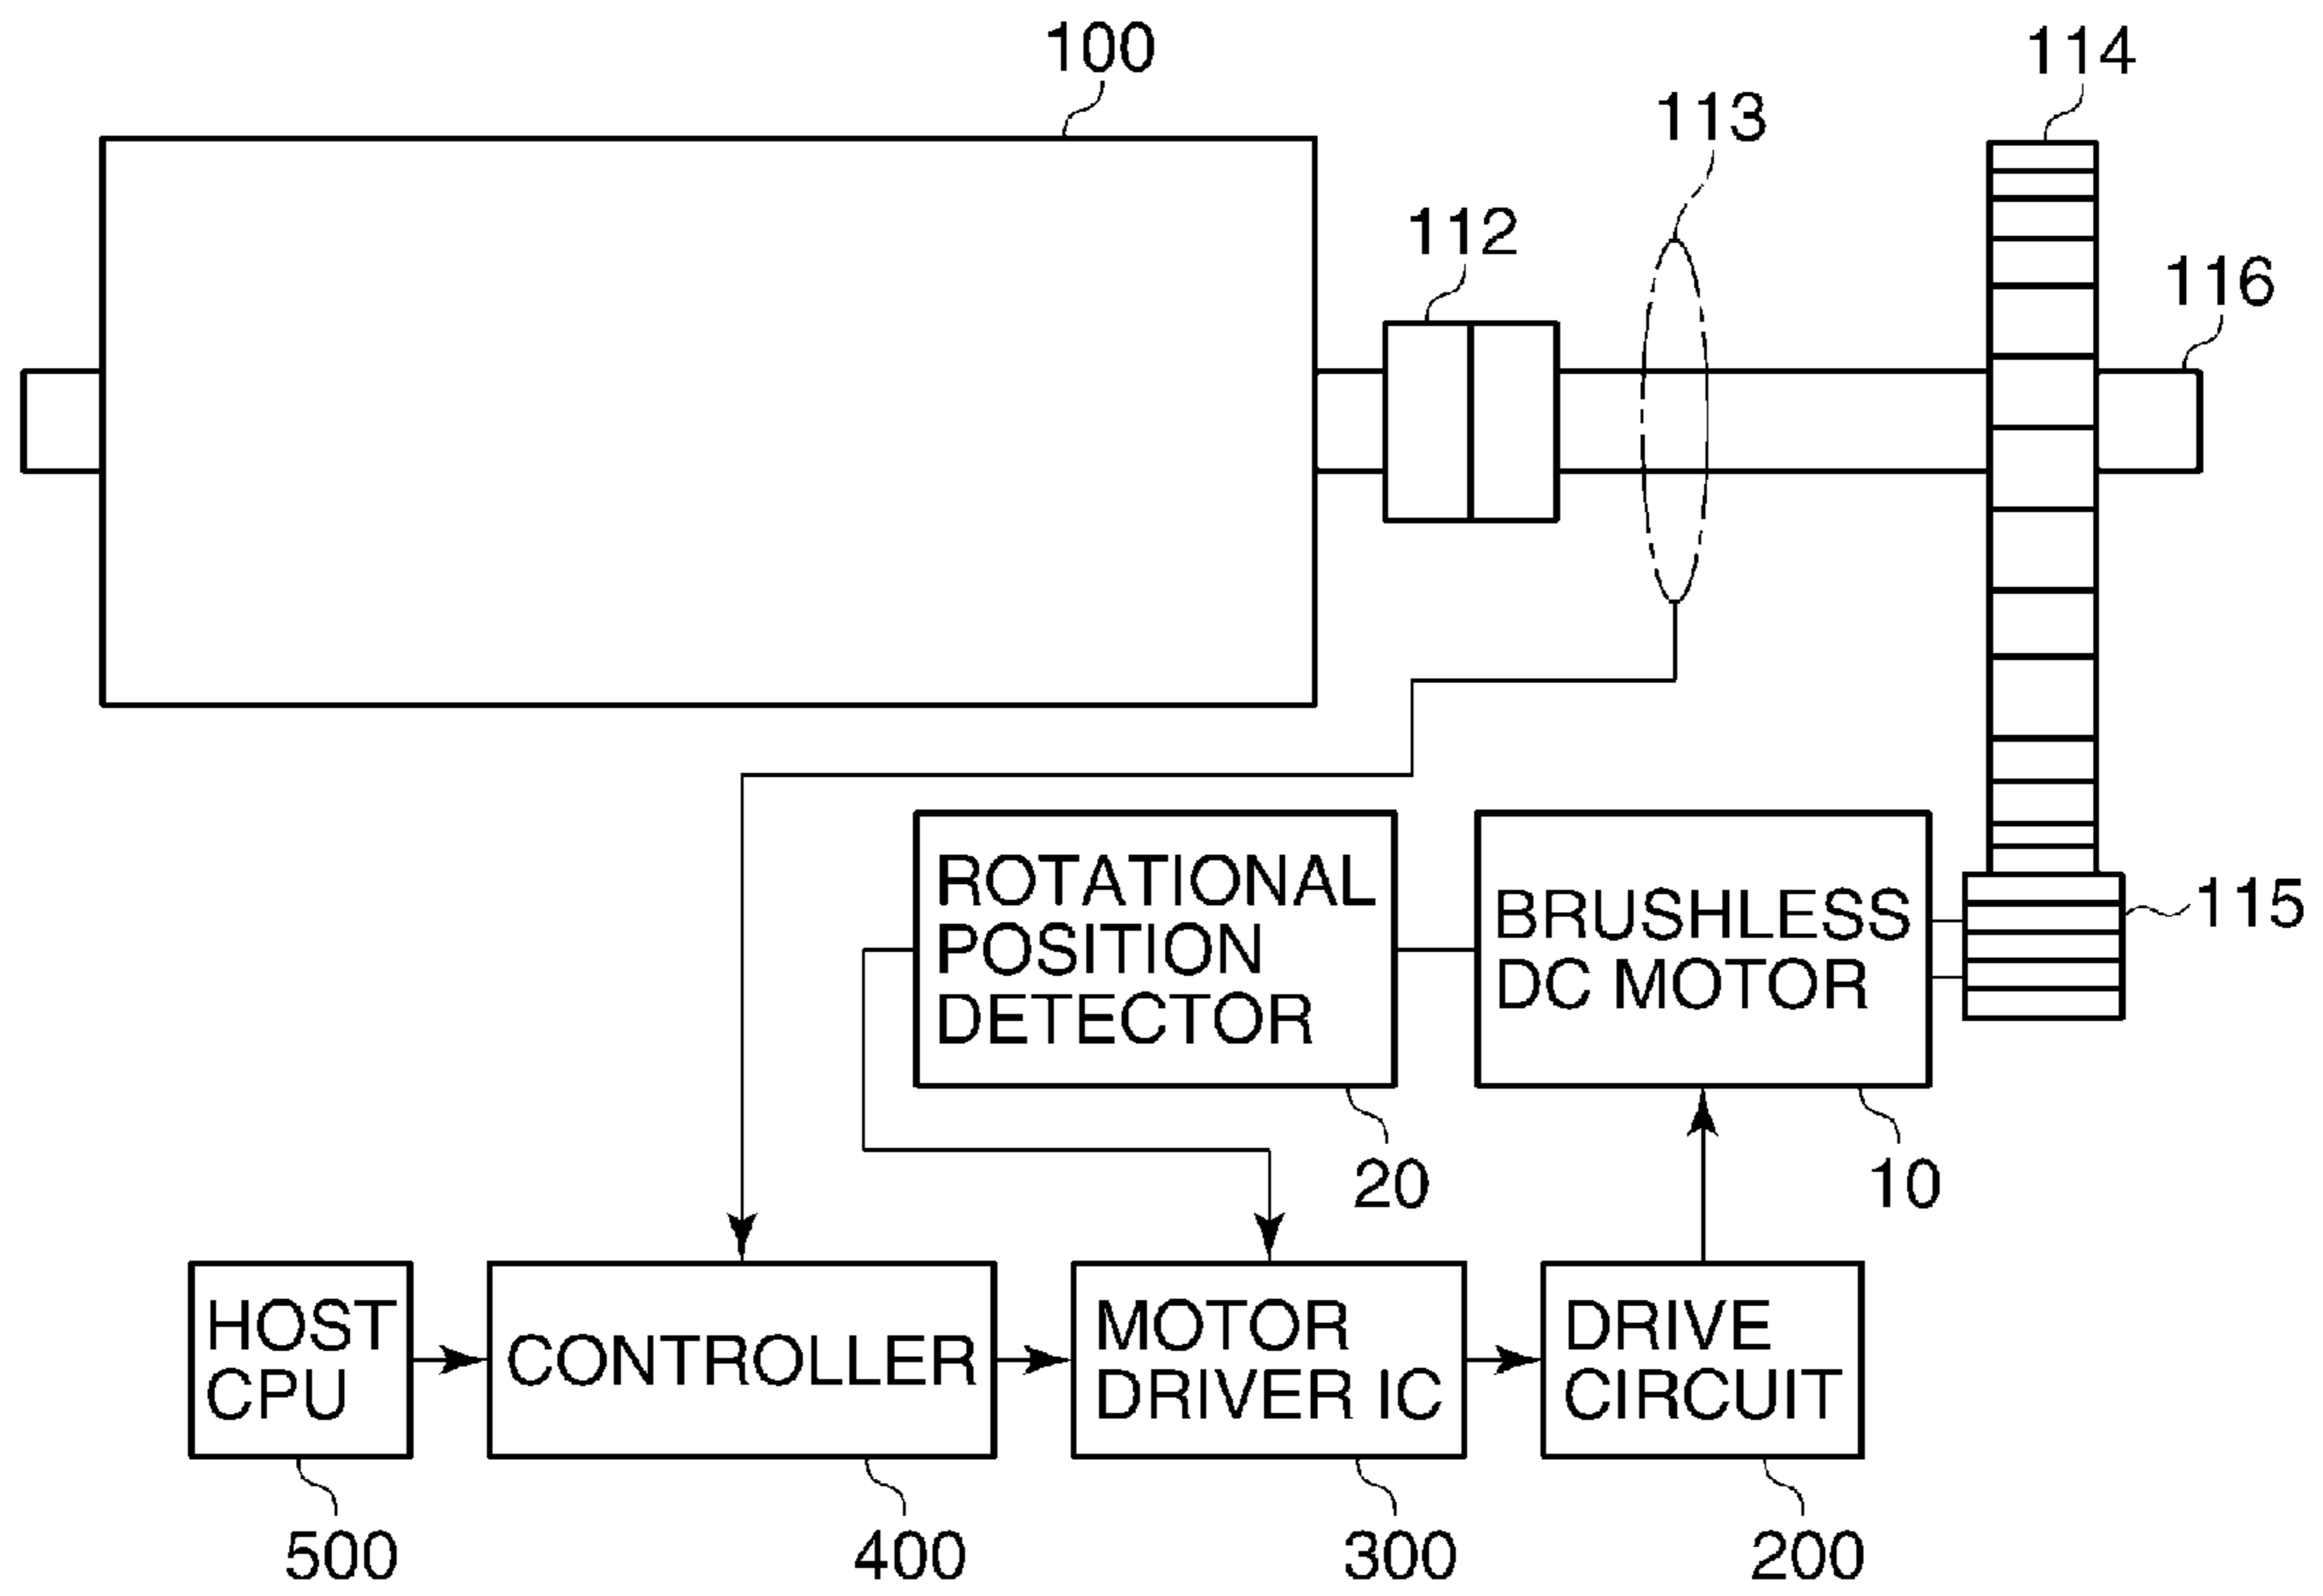 100
114
113
112
116
ROTATIONAL
POSITION
DETECTOR
BRUSHLESS
DC MOTOR
115
20
10
HOST
CPU
CONTROLLER
MOTOR
DRIVER IC
DRIVE
CIRCUIT
500
400
300
200